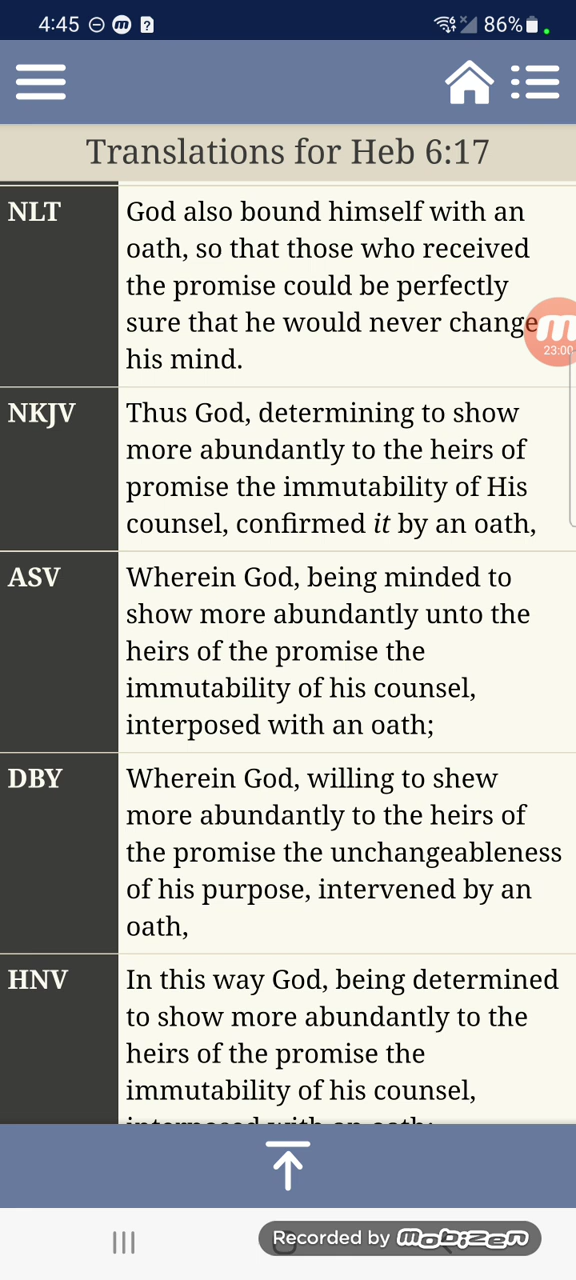 4:45
86%
Translations for Heb 6:17
NLT
God also bound himself with an
oath, so that those who received
the promise could be perfectly
sure that he would never change
his mind.
23:00
NKJV
Thus God, determining to show
more abundantly to the heirs of
promise the immutability of His
counsel, confirmed it by an oath,
ASV
Wherein God, being minded to
show more abundantly unto the
heirs of the promise the
immutability of his counsel,
interposed with an oath;
DBY
Wherein God, willing to shew
more abundantly to the heirs of
the promise the unchangeableness
of his purpose, intervened by an
oath,
HNV
In this way God, being determined
to show more abundantly to the
heirs of the promise the
immutability of his counsel,
interposed with an oath;
Recorded by mobizen